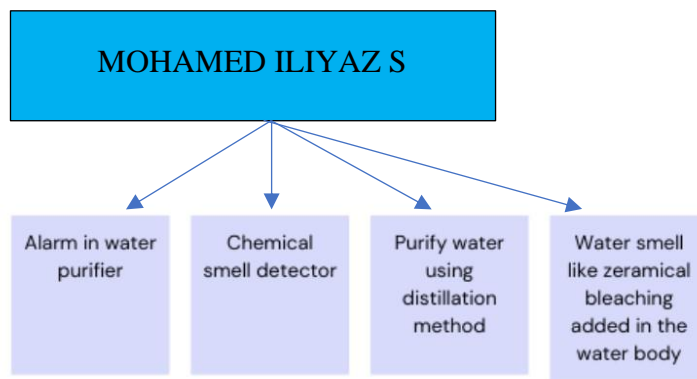 MOHAMED ILIYAZ S
Alarm in water
purifier
Chemical
smell detector
Purify water
using
distillation
method
Water smell
like zeramical
bleaching
added in the
water body